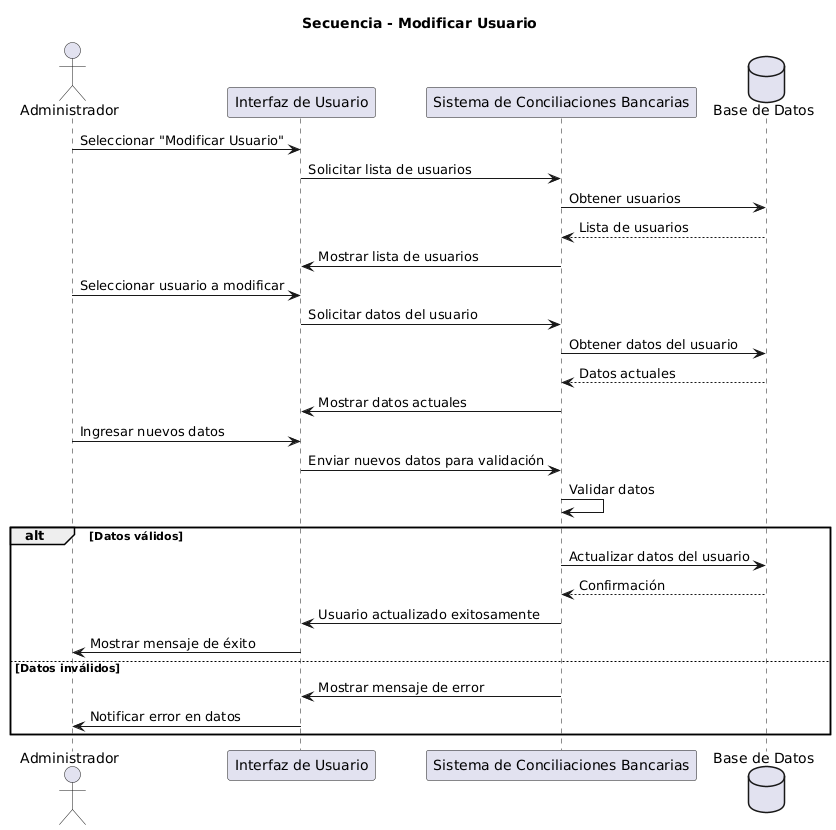 Secuencia - Modificar Usuario
Administrador
Interfaz de Usuario
Sistema de Conciliaciones Bancarias
Base de Datos
Seleccionar "Modificar Usuario"
Solicitar lista de usuarios
Obtener usuarios
Lista de usuarios
Mostrar lista de usuarios
Seleccionar usuario a modificar
Solicitar datos del usuario
Obtener datos del usuario
Datos actuales
Mostrar datos actuales
Ingresar nuevos datos
Enviar nuevos datos para validación
Validar datos
alt
[Datos válidos]
Actualizar datos del usuario
Confirmación
Usuario actualizado exitosamente
Mostrar mensaje de éxito
[Datos inválidos]
Mostrar mensaje de error
Notificar error en datos
Administrador
Interfaz de Usuario
Sistema de Conciliaciones Bancarias
Base de Datos